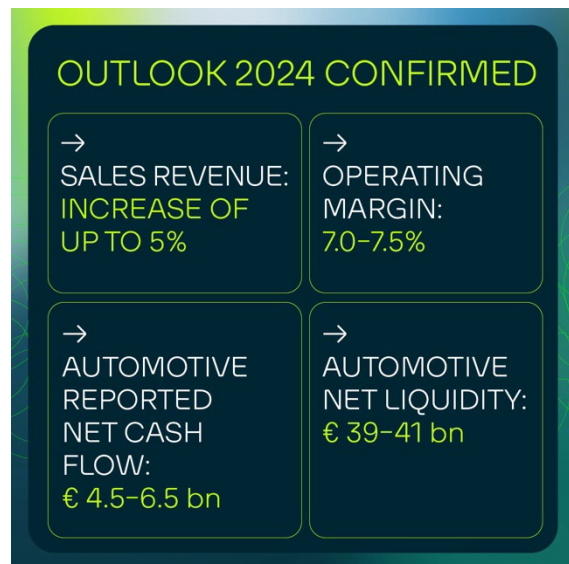 OUTLOOK 2024 CONFIRMED
→
SALES REVENUE:
INCREASE OF
UP TO 5%
→
OPERATING
MARGIN:
7.0–7.5%
→
AUTOMOTIVE
REPORTED
NET CASH
FLOW:
€ 4.5–6.5 bn
→
AUTOMOTIVE
NET LIQUIDITY:
€ 39–41 bn